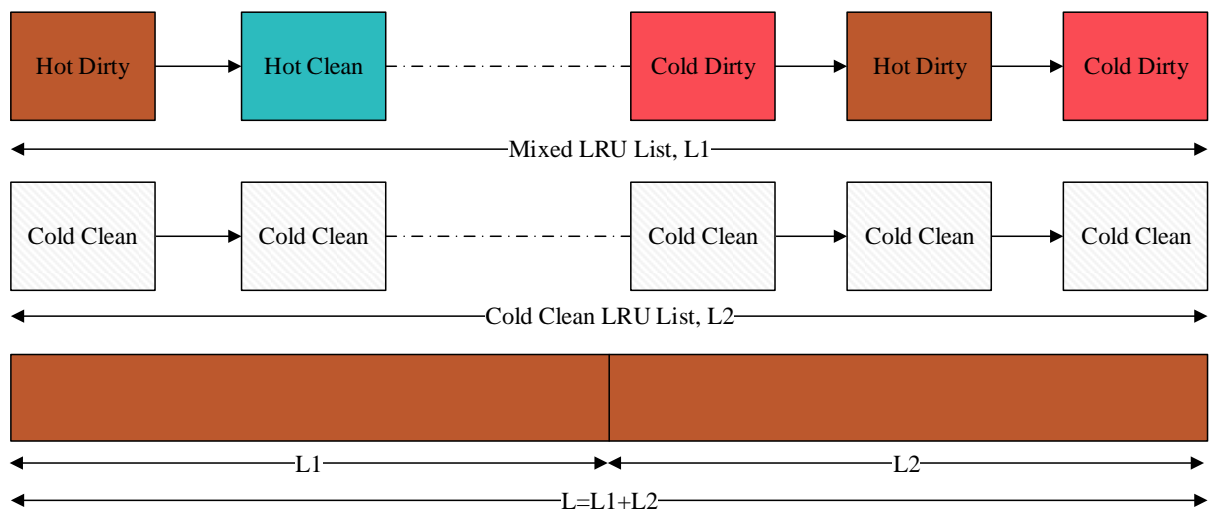 Hot Dirty
Hot Clean
Cold Dirty
Hot Dirty
Cold Dirty
Mixed LRU List, L1
Cold Clean
Cold Clean
Cold Clean
Cold Clean
Cold Clean
Cold Clean LRU List, L2
L1
L2
L=L1+L2